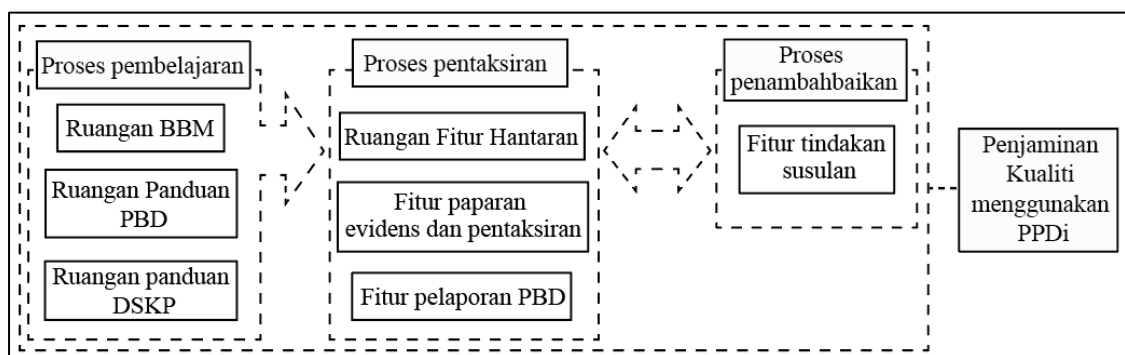 Proses pembelajaran
Ruangan BBM
Ruangan Panduan
PBD
Ruangan panduan
DSKP
Proses pentaksiran
Ruangan Fitur Hantaran
Fitur paparan
evidens dan pentaksiran
Fitur pelaporan PBD
Proses
penambahbaikan
Fitur tindakan
susulan
Penjaminan
Kualiti
menggunakan
PPDi